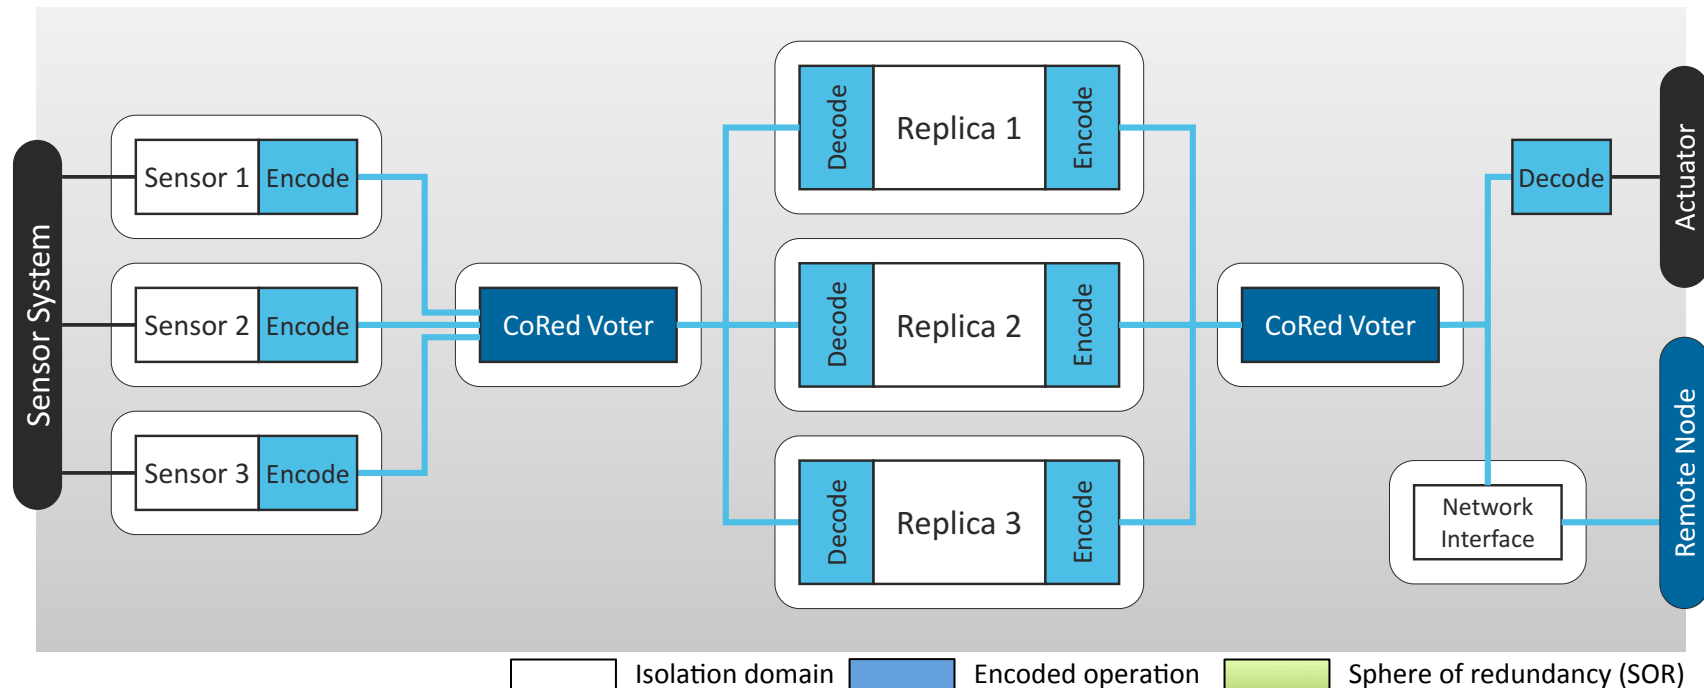 Sensor System
Sensor 1
Encode
Sensor 2
Encode
Sensor 3
Encode
CoRed Voter
Decode
Replica 1
Encode
Decode
Replica 2
Encode
Decode
Replica 3
Encode
CoRed Voter
Decode
Actuator
Network
Interface
Remote Node
Isolation domain
Encoded operation
Sphere of redundancy (SOR)